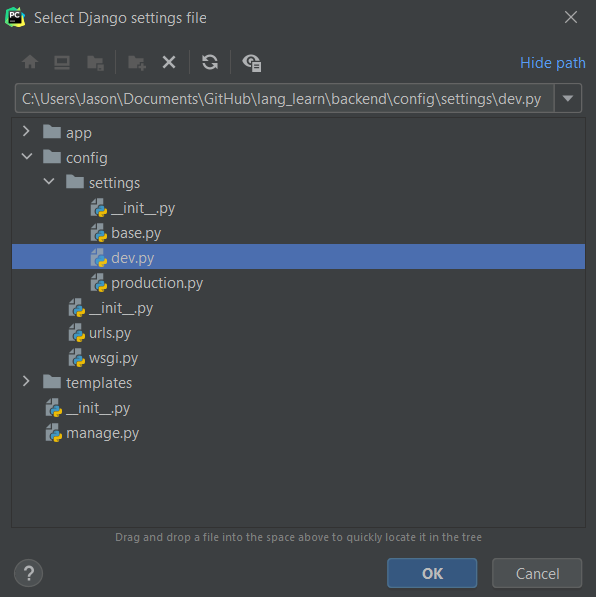 Select Django settings file
Hide path
C:\Users\Jason\Documents\GitHub\lang_learn\backend\config\settings\dev.py
app
config
settings
__init__.py
base.py
dev.py
production.py
__init__.py
urls.py
wsgi.py
templates
__init__.py
manage.py
Drag and drop a file into the space above to quickly locate it in the tree
? OK Cancel